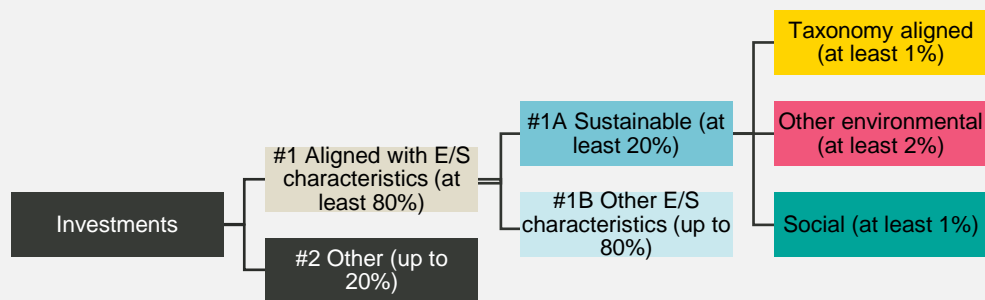 Investments
#1 Aligned with E/S
characteristics (at
least 80%)
#2 Other (up to
20%)
#1A Sustainable (at
least 20%)
#1B Other E/S
characteristics (up to
80%)
Taxonomy aligned
(at least 1%)
Other environmental
(at least 2%)
Social (at least 1%)